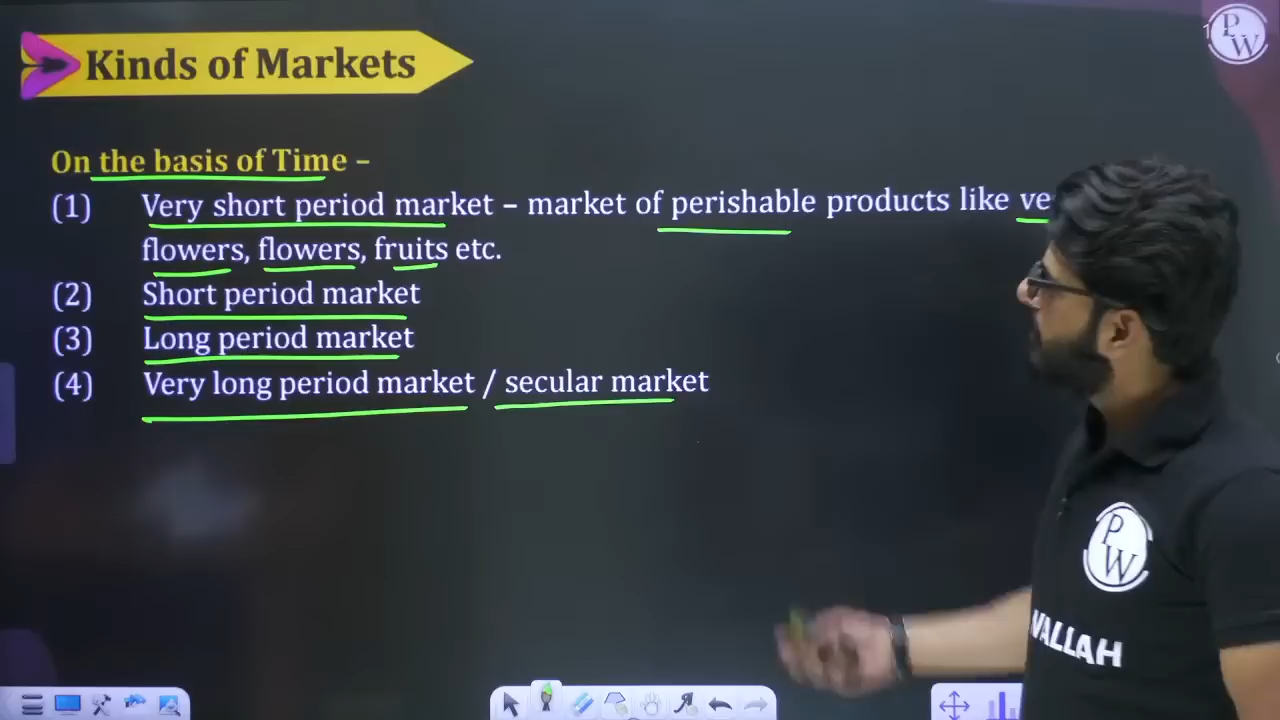 Kinds of Markets
On the basis of Time –
(1) Very short period market – market of perishable products like ve
flowers, flowers, fruits etc.
(2) Short period market
(3) Long period market
(4) Very long period market / secular market
PW
PW
WALLAH